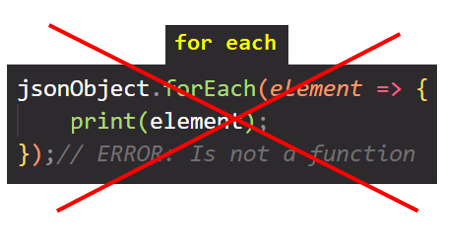 for each
jsonObject.forEach(element => {
print(element);
});// ERROR: Is not a function